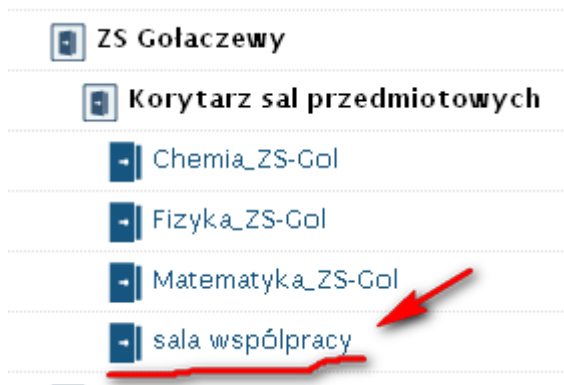 ZS Gołaczewy
Korytarz sal przedmiotowych
Chemia_ZS-Gol
Fizyka_ZS-Gol
Matematyka_ZS-Gol
sala współpracy